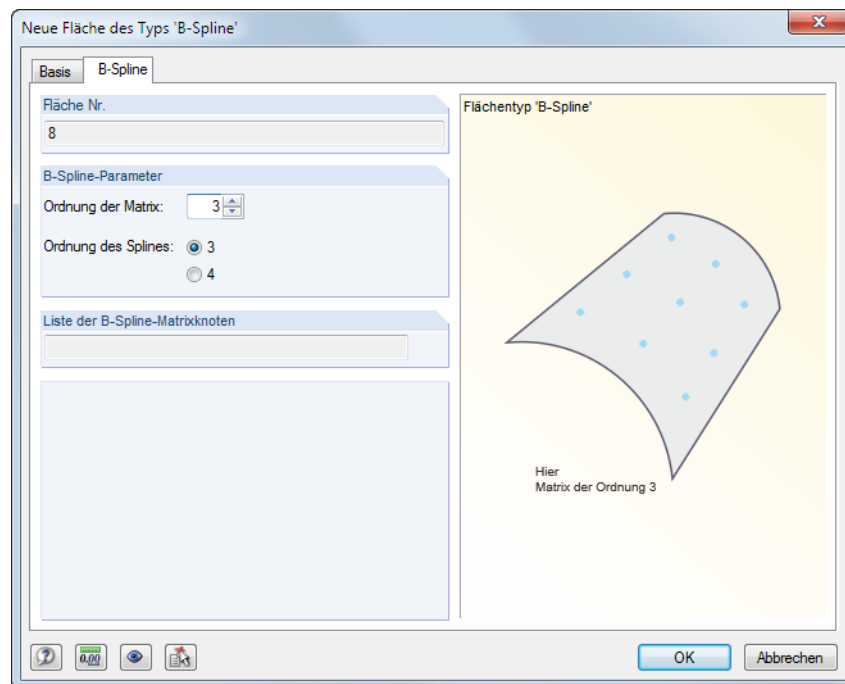 Neue Fläche des Typs 'B-Spline'
Basis
B-Spline
Fläche Nr.
8
B-Spline-Parameter
Ordnung der Matrix: 3
Ordnung des Splines: 3
4
Liste der B-Spline-Matrixknoten
Flächentyp 'B-Spline'
Hier
Matrix der Ordnung 3
0,00
OK
Abbrechen